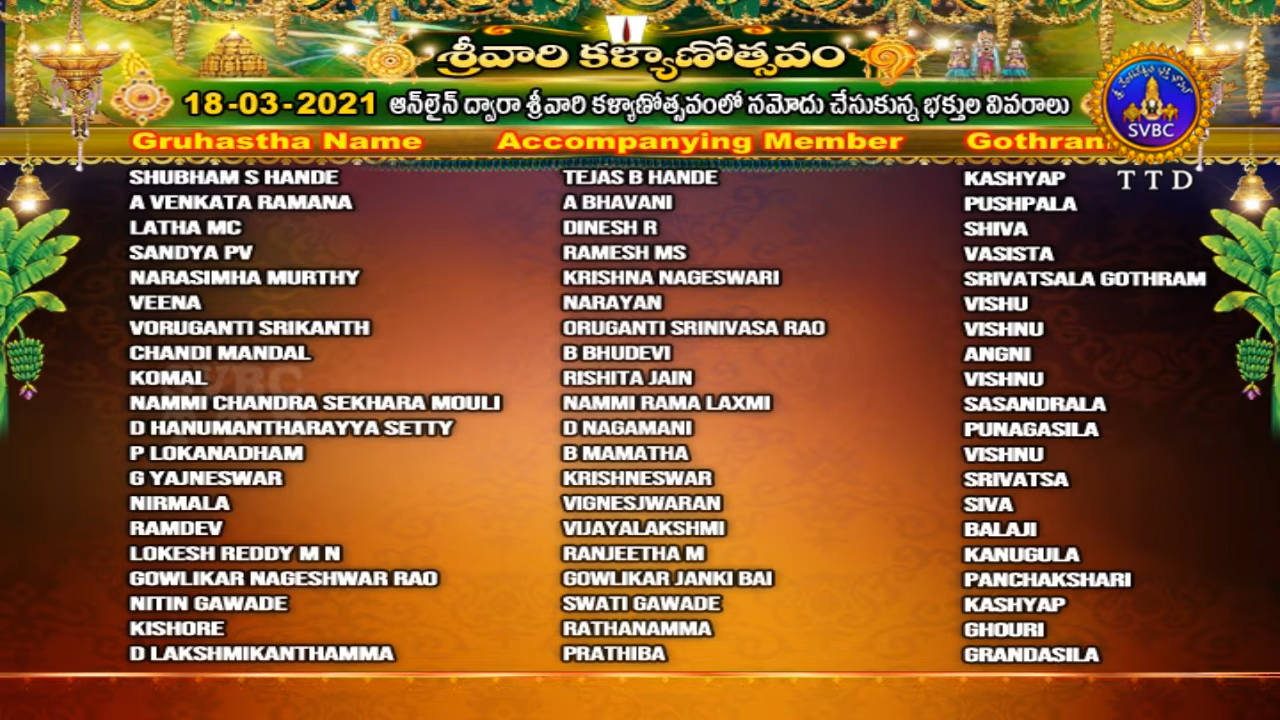 శ్రీవారి కళ్యాణోత్సవం
18-03-2021 ఆన్‌లైన్ ద్వారా శ్రీవారి కళ్యాణోత్సవంలో నమోదు చేసుకున్న భక్తుల వివరాలు
SVBC
Gruhastha Name Accompanying Member Gothram
TTD
SHUBHAM S HANDE TEJAS B HANDE KASHYAP
A VENKATA RAMANA A BHAVANI PUSHPALA
LATHA MC DINESH R SHIVA
SANDYA PV RAMESH MS VASISTA
NARASIMHA MURTHY KRISHNA NAGESWARI SRIVATSALA GOTHRAM
VEENA NARAYAN VISHU
VORUGANTI SRIKANTH ORUGANTI SRINIVASA RAO VISHNU
CHANDI MANDAL B BHUDEVI ANGNI
KOMAL RISHITA JAIN VISHNU
NAMMI CHANDRA SEKHARA MOULI NAMMI RAMA LAXMI SASANDRALA
D HANUMANTHARAYYA SETTY D NAGAMANI PUNAGASILA
P LOKANADHAM B MAMATHA VISHNU
G YAJNESWAR KRISHNESWAR SRIVATSA
NIRMALA VIGNESJWARAN SIVA
RAMDEV VIJAYALAKSHMI BALAJI
LOKESH REDDY M N RANJEETHA M KANUGULA
GOWLIKAR NAGESHWAR RAO GOWLIKAR JANKI BAI PANCHAKSHARI
NITIN GAWADE SWATI GAWADE KASHYAP
KISHORE RATHANAMMA GHOURI
D LAKSHMIKANTHAMMA PRATHIBA GRANDASILA